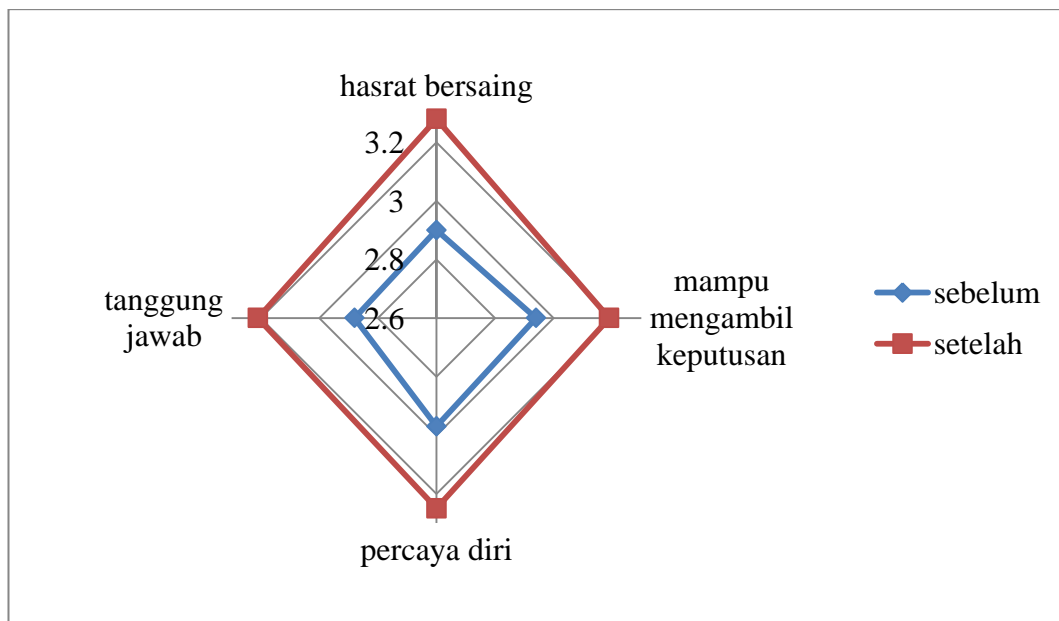 hasrat bersaing
3.2
3
2.8
2.6
mampu
mengambil
keputusan
percaya diri
tanggung
jawab
sebelum
setelah